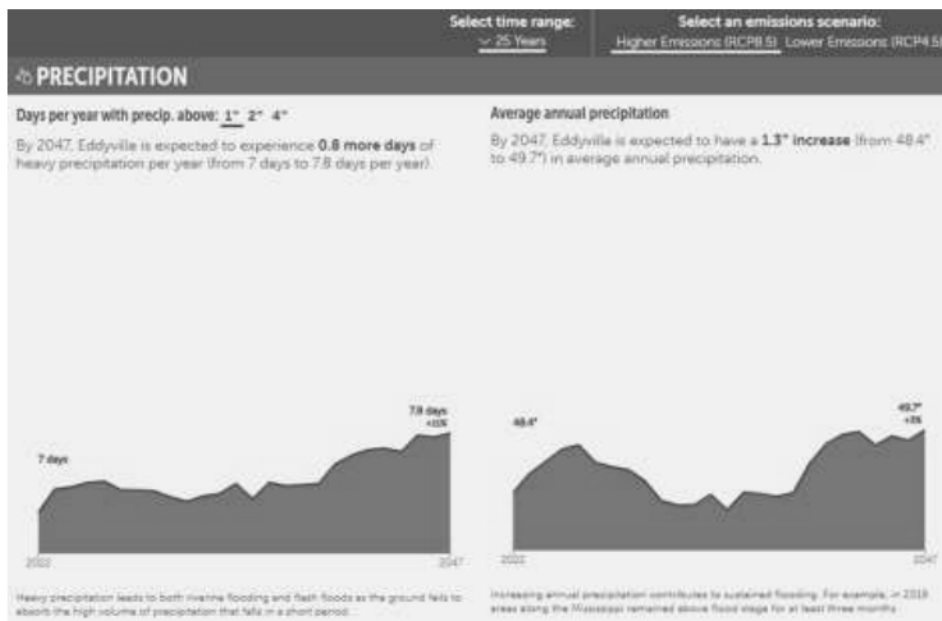 Select time range:
25 Years
Select an emissions scenario:
Higher Emissions (RCP8.5) Lower Emissions (RCP4.5)
PRECIPITATION
Days per year with precip. above: 1" 2" 4"
By 2047, Eddyville is expected to experience 0.8 more days of
heavy precipitation per year (from 7 days to 7.8 days per year).
Average annual precipitation
By 2047, Eddyville is expected to have a 1.3" increase (from 48.4"
to 49.7") in average annual precipitation.
7 days
7.8 days
+11%
2022
2047
48.4"
49.7"
+3%
2022
2047
Heavy precipitation leads to both riverine flooding and flash floods as the ground fails to
absorb the high volume of precipitation that falls in a short period.
Increasing annual precipitation contributes to sustained flooding. For example, in 2019
areas along the Mississippi remained above flood stage for at least three months.